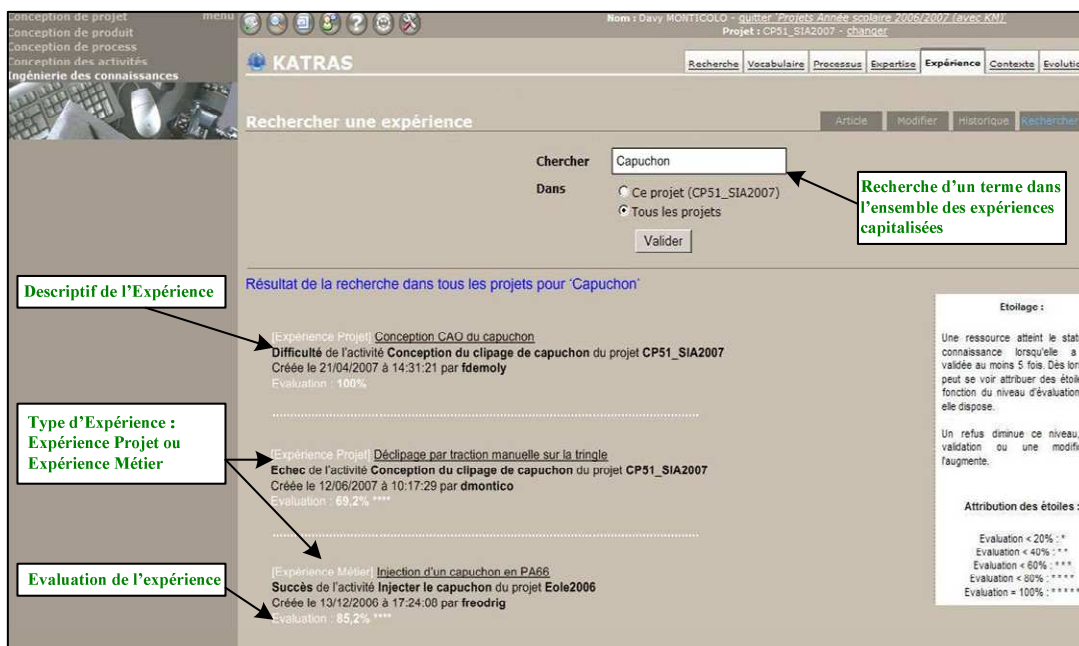 Conception de projet
menu
Conception de produit
Conception de process
Conception des activités
Ingénierie des connaissances
Nom : Davy MONTICOLO - quitter 'Projets Année scolaire 2006/2007 (avec KM)'
Projet : CP51_SIA2007 - changer
KATRAS
Recherche Vocabulaire Processus Expertise Expérience Contexte Evolutio
Rechercher une expérience
Article Modifier Historique Rechercher
Chercher Capuchon
Dans Ce projet (CP51_SIA2007)
Tous les projets
Valider
Recherche d'un terme dans
l'ensemble des expériences
capitalisées
Résultat de la recherche dans tous les projets pour 'Capuchon'
Descriptif de l'Expérience
[Expérience Projet] Conception CAO du capuchon
Difficulté de l'activité Conception du clipage de capuchon du projet CP51_SIA2007
Créée le 21/04/2007 à 14:31:21 par fdemoly
Evaluation : 100%
Type d'Expérience :
Expérience Projet ou
Expérience Métier
[Expérience Projet] Déclipage par traction manuelle sur la tringle
Echec de l'activité Conception du clipage de capuchon du projet CP51_SIA2007
Créée le 12/06/2007 à 10:17:29 par dmontico
Evaluation : 69,2% ****
Evaluation de l'expérience
[Expérience Métier] Injection d'un capuchon en PA66
Succès de l'activité Injecter le capuchon du projet Eole2006
Créée le 13/12/2006 à 17:24:08 par freodrig
Evaluation : 85,2% ****
Etoilage :
Une ressource atteint le stat
connaissance lorsqu'elle a
validée au moins 5 fois. Dès lor
peut se voir attribuer des étoile
fonction du niveau d'évaluation
elle dispose.
Un refus diminue ce niveau,
validation ou une modifi
l'augmente.
Attribution des étoiles :
Evaluation < 20% : *
Evaluation < 40% : * *
Evaluation < 60% : * * *
Evaluation < 80% : * * * *
Evaluation = 100% : * * * * *